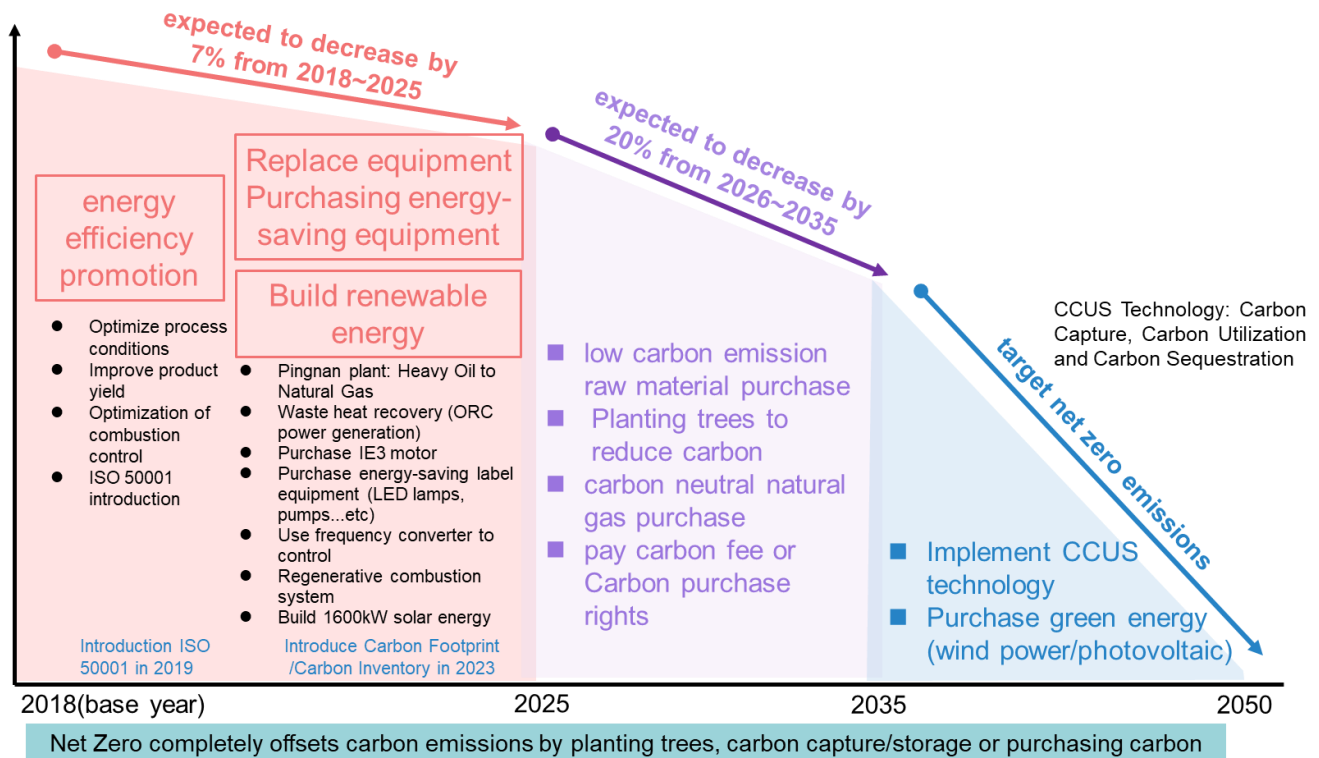 expected to decrease by
7% from 2018~2025
expected to decrease by
20% from 2026~2035
target net zero emissions
energy
efficiency
promotion
● Optimize process
conditions
● Improve product
yield
● Optimization of
combustion
control
● ISO 50001
introduction
Introduction ISO
50001 in 2019
Replace equipment
Purchasing energy-
saving equipment
Build renewable
energy
● Pingnan plant: Heavy Oil to
Natural Gas
● Waste heat recovery (ORC
power generation)
● Purchase IE3 motor
● Purchase energy-saving label
equipment (LED lamps,
pumps...etc)
● Use frequency converter to
control
● Regenerative combustion
system
● Build 1600kW solar energy
Introduce Carbon Footprint
/Carbon Inventory in 2023
■ low carbon emission
raw material purchase
■ Planting trees to
reduce carbon
■ carbon neutral natural
gas purchase
■ pay carbon fee or
Carbon purchase
rights
CCUS Technology: Carbon
Capture, Carbon Utilization
and Carbon Sequestration
■ Implement CCUS
technology
■ Purchase green energy
(wind power/photovoltaic)
2018(base year)
2025
2035
2050
Net Zero completely offsets carbon emissions by planting trees, carbon capture/storage or purchasing carbon